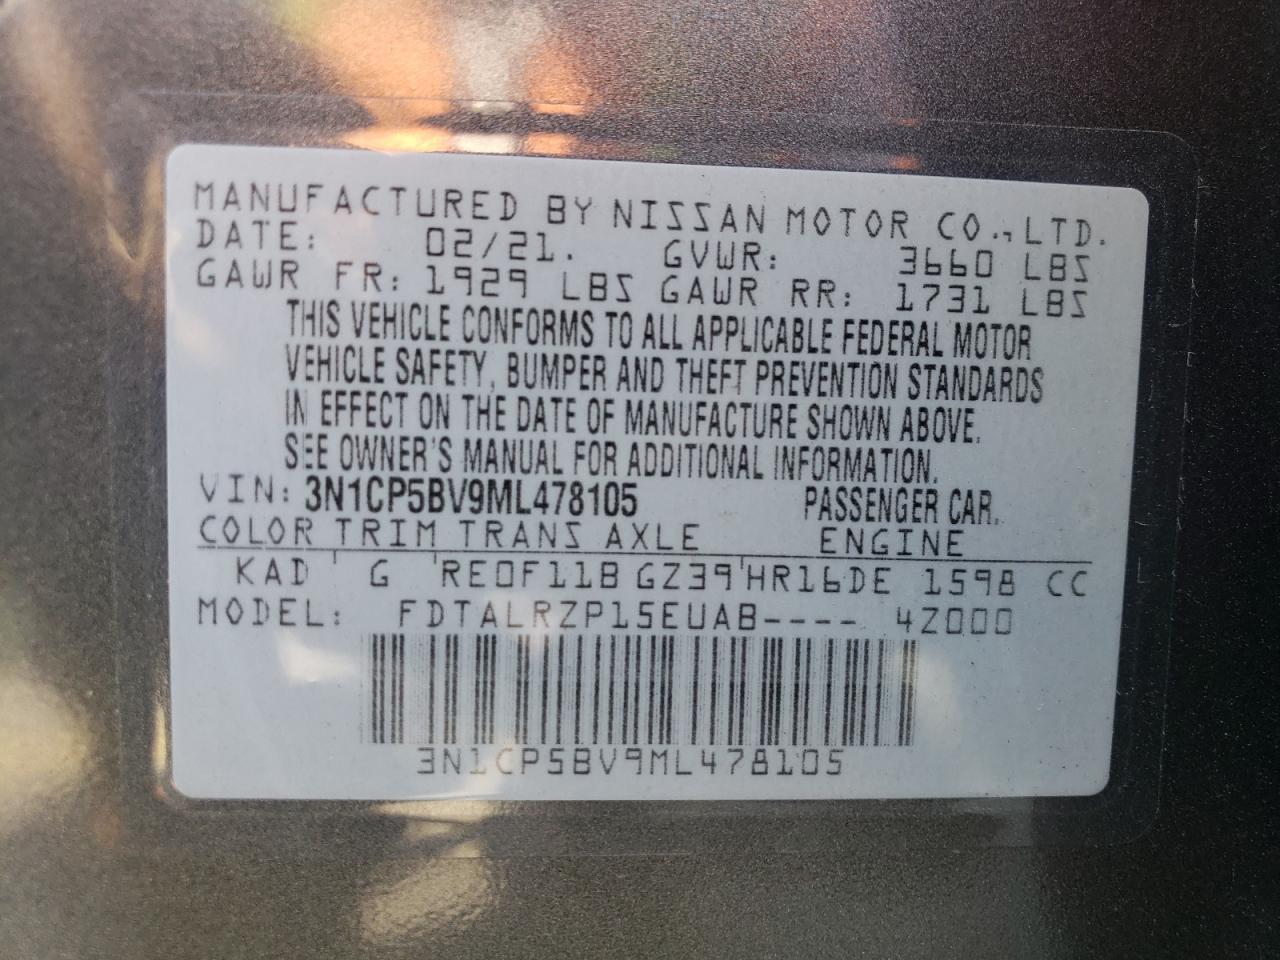 MANUFACTURED BY NISSAN MOTOR CO.,LTD.
DATE: 02/21. GVWR: 3660 LBS
GAWR FR: 1929 LBS GAWR RR: 1731 LBS
THIS VEHICLE CONFORMS TO ALL APPLICABLE FEDERAL MOTOR
VEHICLE SAFETY, BUMPER AND THEFT PREVENTION STANDARDS
IN EFFECT ON THE DATE OF MANUFACTURE SHOWN ABOVE.
SEE OWNER'S MANUAL FOR ADDITIONAL INFORMATION.
VIN: 3N1CP5BV9ML478105 PASSENGER CAR.
COLOR TRIM TRANS AXLE ENGINE
KAD G RE0F11B GZ39 HR16DE 1598 CC
MODEL: FDTALRZP15EUAB---- 4Z000
3N1CP5BV9ML478105